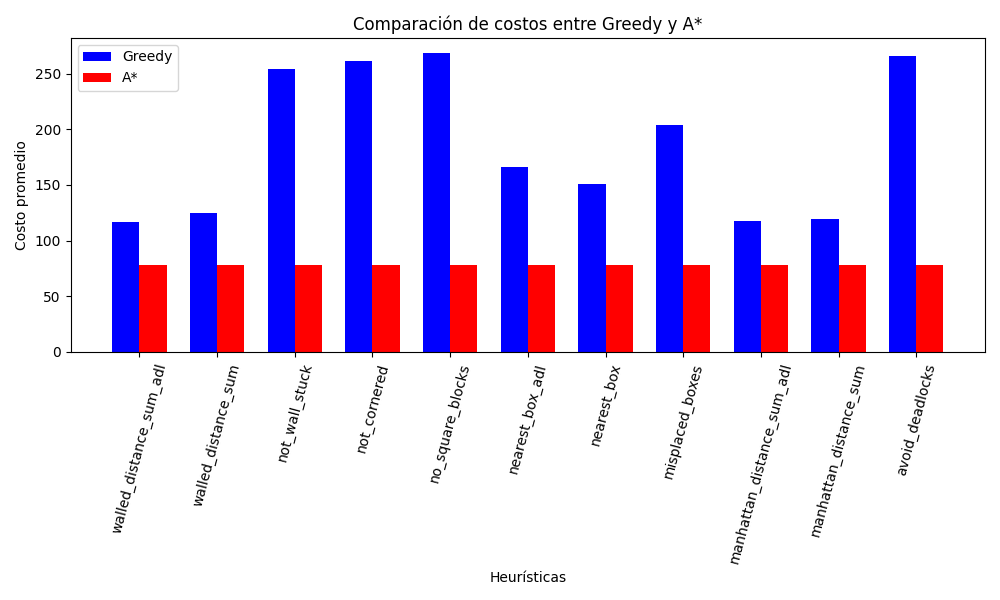 Comparación de costos entre Greedy y A*
Greedy
A*
Costo promedio
250
200
150
100
50
0
walled_distance_sum_adl
walled_distance_sum
not_wall_stuck
not_cornered
no_square_blocks
nearest_box_adl
nearest_box
misplaced_boxes
manhattan_distance_sum_adl
manhattan_distance_sum
avoid_deadlocks
Heurísticas